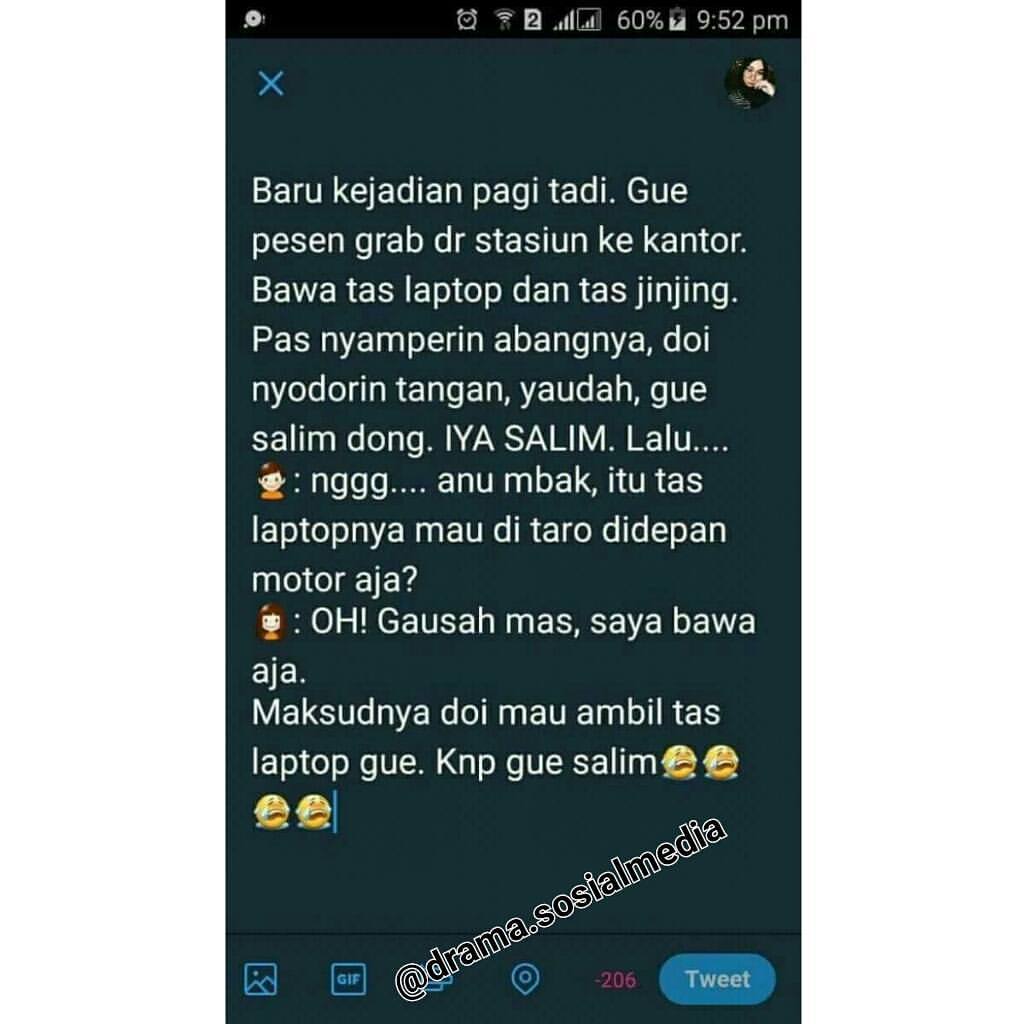 2 60% 9:52 pm
Baru kejadian pagi tadi. Gue
pesen grab dr stasiun ke kantor.
Bawa tas laptop dan tas jinjing.
Pas nyamperin abangnya, doi
nyodorin tangan, yaudah, gue
salim dong. IYA SALIM. Lalu....
👦: nggg.... anu mbak, itu tas
laptopnya mau di taro didepan
motor aja?
👩: OH! Gausah mas, saya bawa
aja.
Maksudnya doi mau ambil tas
laptop gue. Knp gue salim😭😭
😭😭
@drama.sosialmedia
GIF -206 Tweet